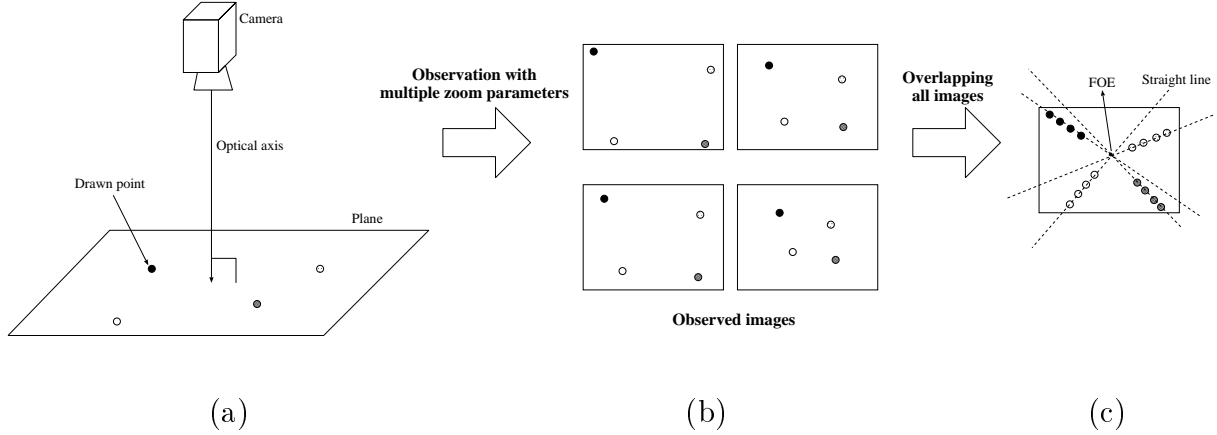 Camera
Optical axis
Drawn point
Plane
(a)
Observation with
multiple zoom parameters
Observed images
(b)
Overlapping
all images
FOE
Straight line
(c)